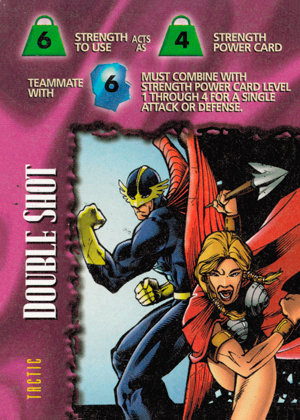 6 STRENGTH TO USE ACTS AS 4 STRENGTH POWER CARD
TEAMMATE WITH 6 MUST COMBINE WITH
STRENGTH POWER CARD LEVEL
1 THROUGH 4 FOR A SINGLE
ATTACK OR DEFENSE.
DOUBLE SHOT
TACTIC